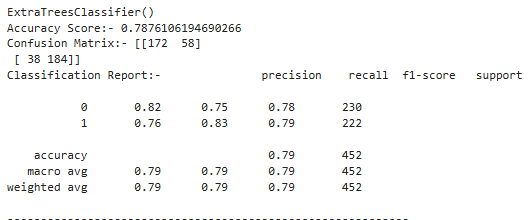 ExtraTreesClassifier()
Accuracy Score:- 0.7876106194690266
Confusion Matrix:- [[172  58]
 [ 38 184]]
Classification Report:-               precision    recall  f1-score   support

           0       0.82      0.75      0.78       230
           1       0.76      0.83      0.79       222

    accuracy                           0.79       452
   macro avg       0.79      0.79      0.79       452
weighted avg       0.79      0.79      0.79       452

------------------------------------------------------------